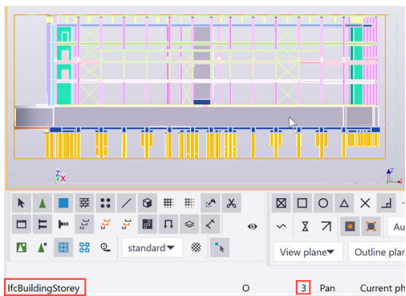 Z
X
Z
X
standard
Au
View plane
Outline plan
IfcBuildingStorey
O
3
Pan
Current ph